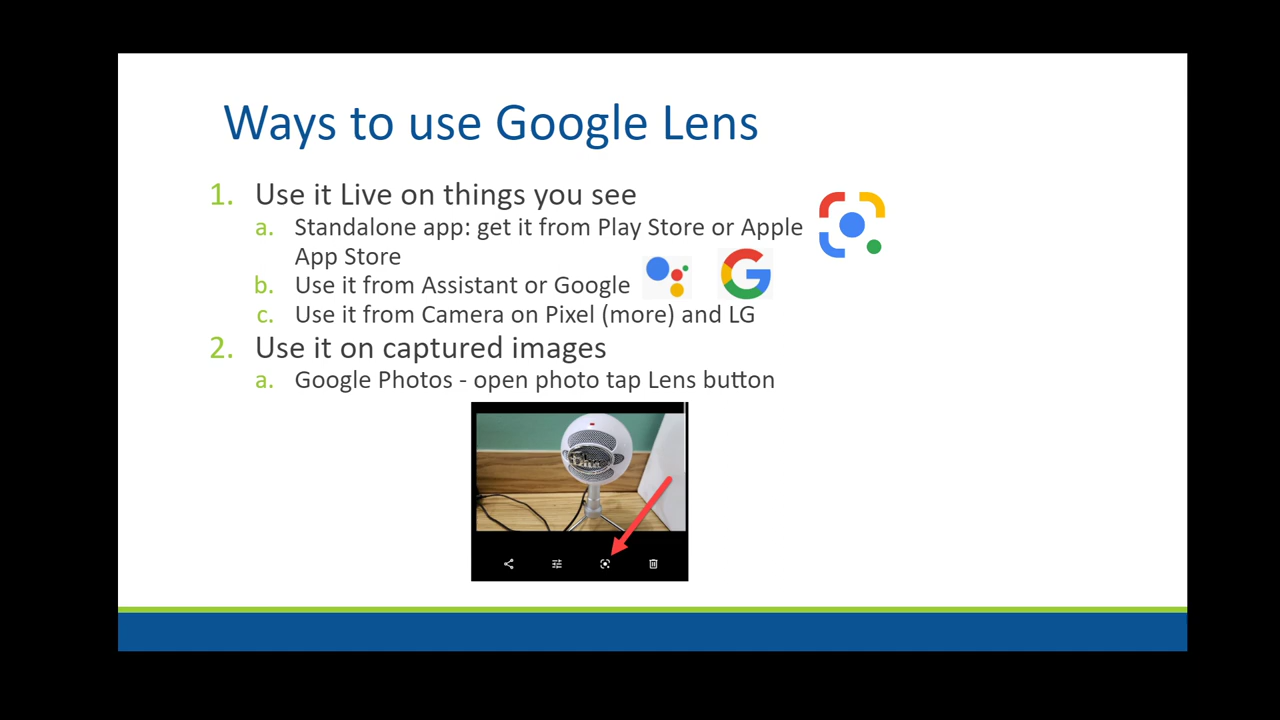 Ways to use Google Lens
1. Use it Live on things you see
a. Standalone app: get it from Play Store or Apple
App Store
b. Use it from Assistant or Google
c. Use it from Camera on Pixel (more) and LG
2. Use it on captured images
a. Google Photos - open photo tap Lens button